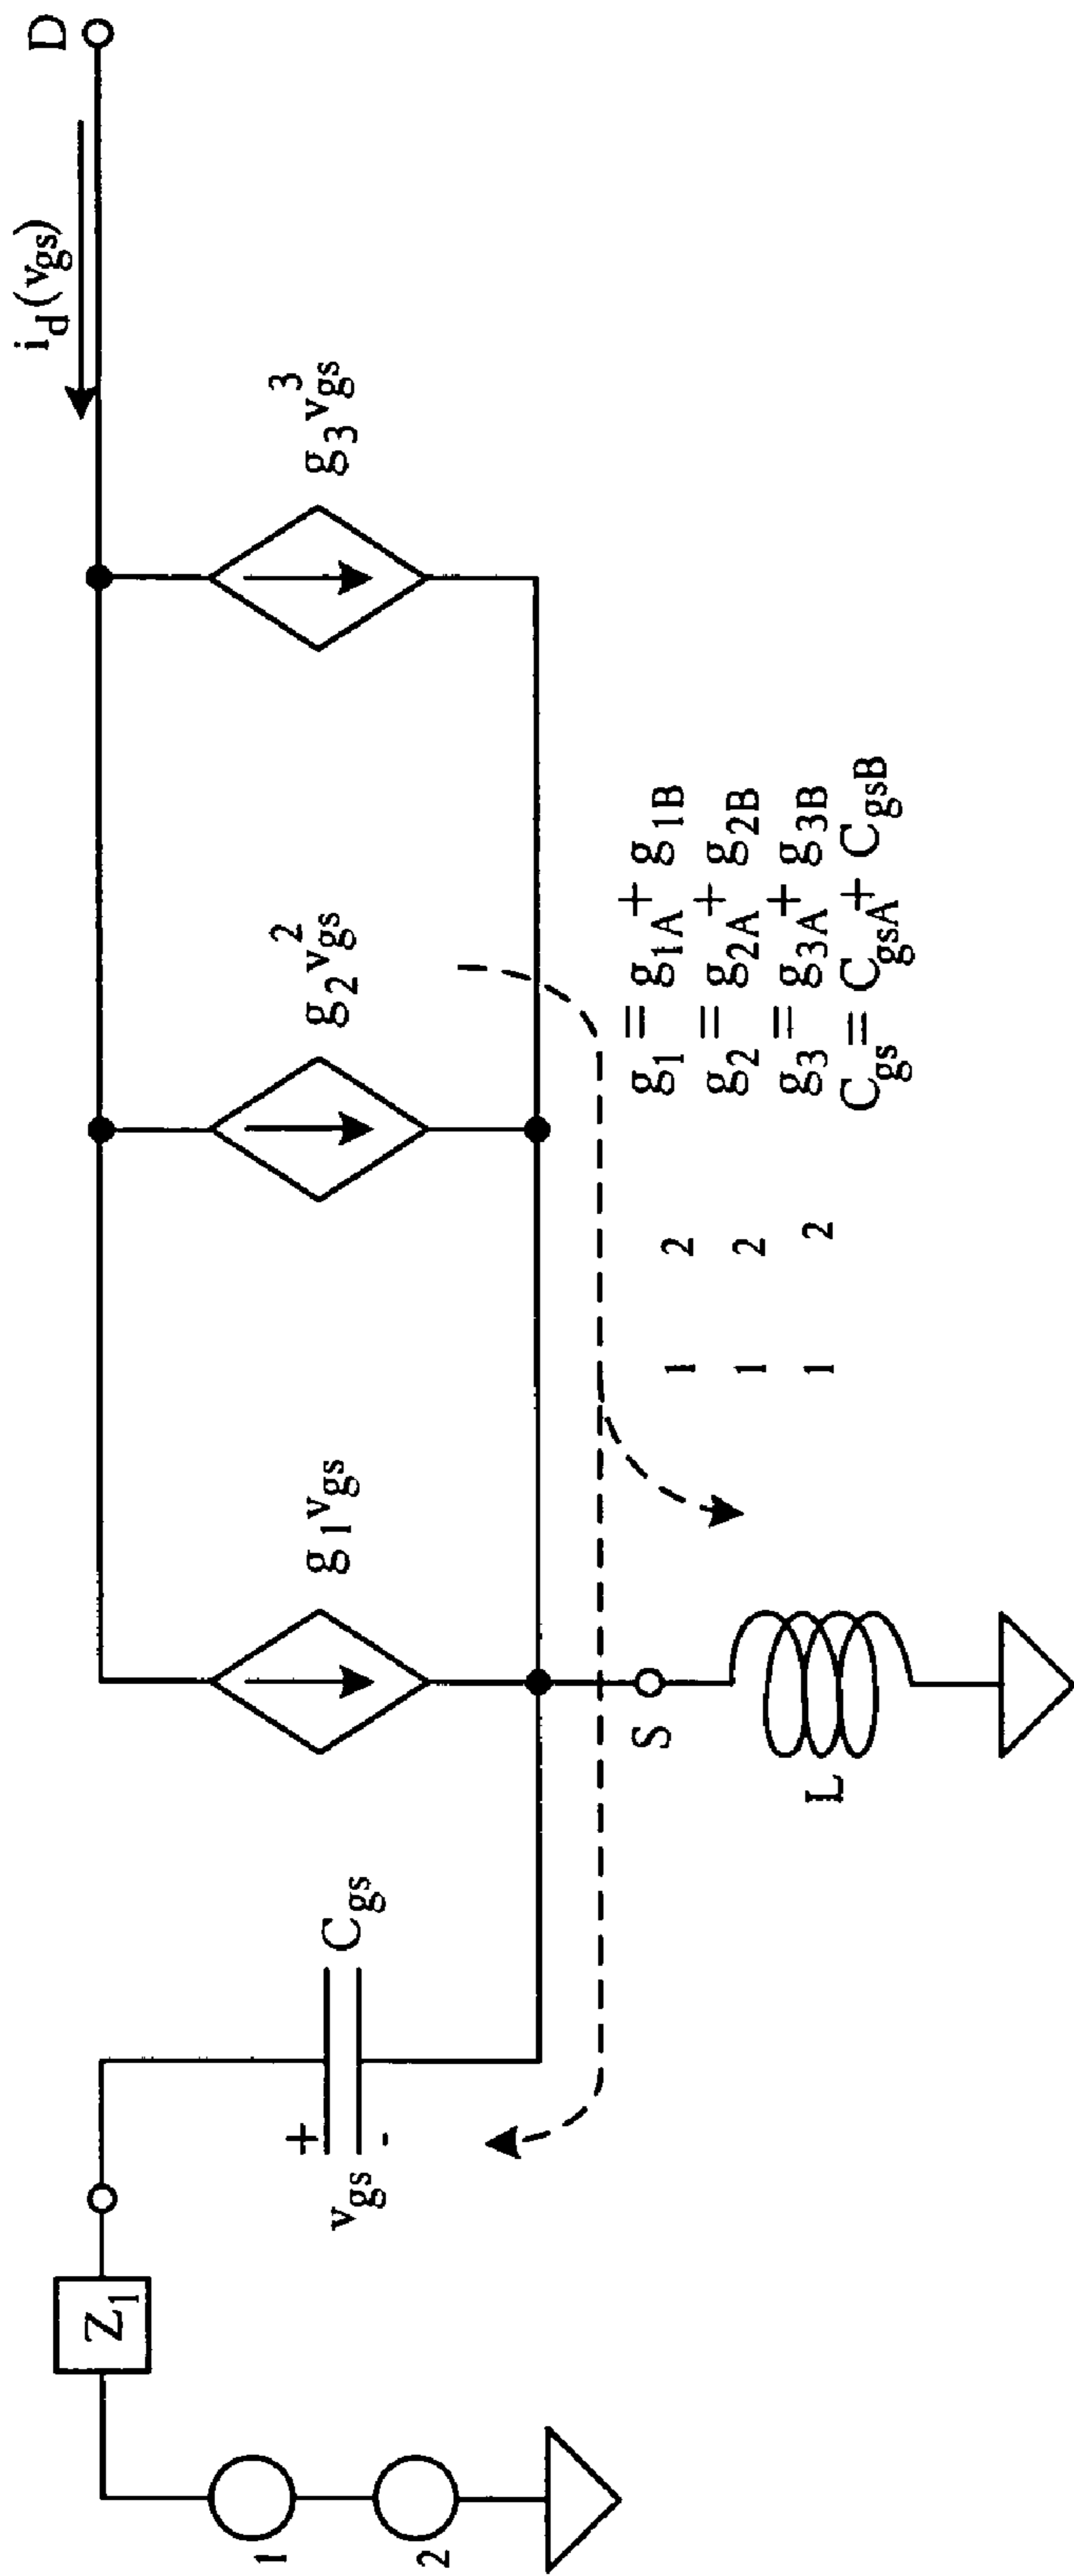 i_d(v_gs)
D
g_1v_gs
g_2v_gs^2
g_3v_gs^3
Z_1
+
v_gs
-
C_gs
1
2
S
L
1 2
1 2
1 2
g_1 = g_1A + g_1B
g_2 = g_2A + g_2B
g_3 = g_3A + g_3B
C_gs = C_gsA + C_gsB